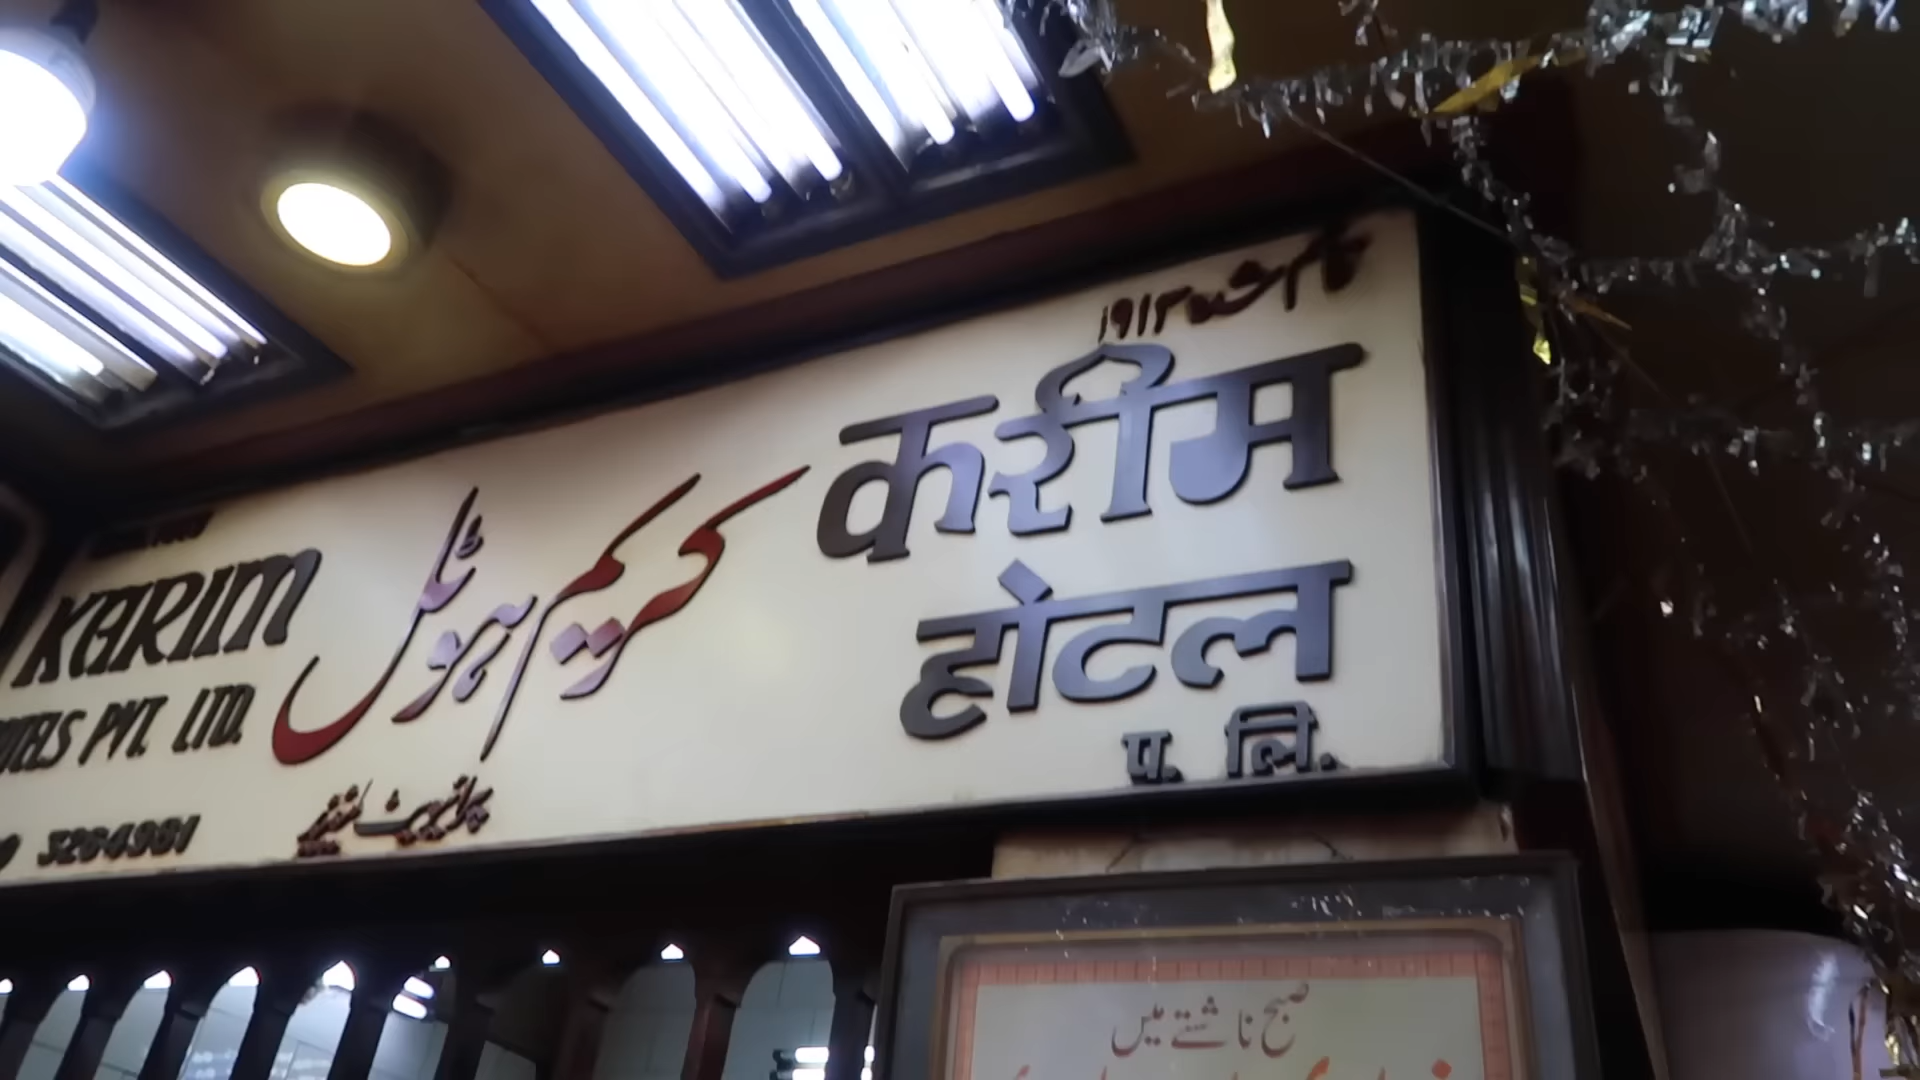 KARIM
HOTELS PVT. LTD.
3264981
کریم ہوٹل
پرائیویٹ لمیٹڈ
قائم شدہ ۱۹۱۳
करीम
होटल
प. लि.
صبح ناشتے میں